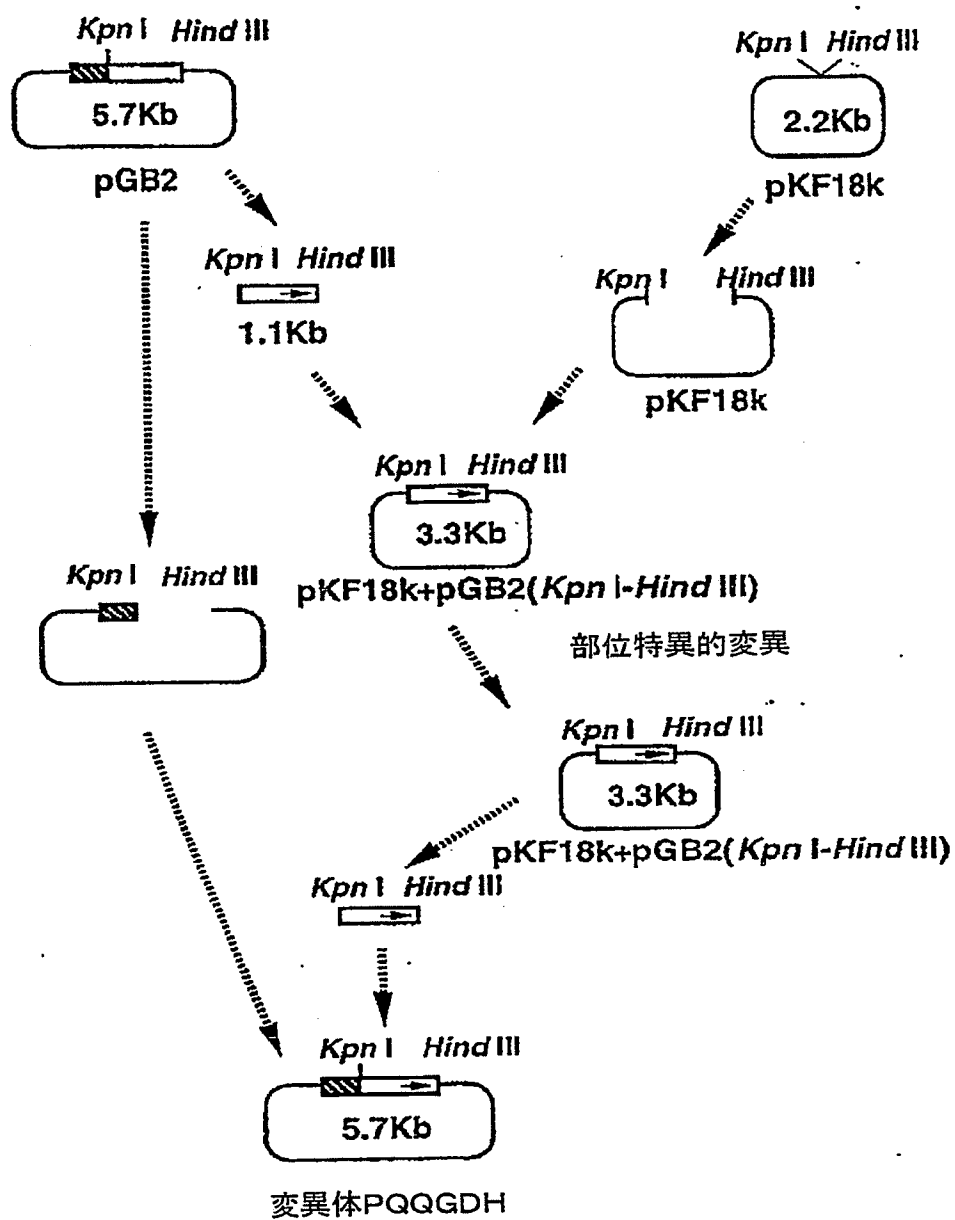 Kpn I Hind III
5.7Kb
pGB2
Kpn I Hind III
2.2Kb
pKF18k
Kpn I Hind III
1.1Kb
Kpn I Hind III
pKF18k
Kpn I Hind III
3.3Kb
pKF18k+pGB2(Kpn I-Hind III)
Kpn I Hind III
部位特異的変異
Kpn I Hind III
3.3Kb
pKF18k+pGB2(Kpn I-Hind III)
Kpn I Hind III
Kpn I Hind III
5.7Kb
変異体PQQGDH